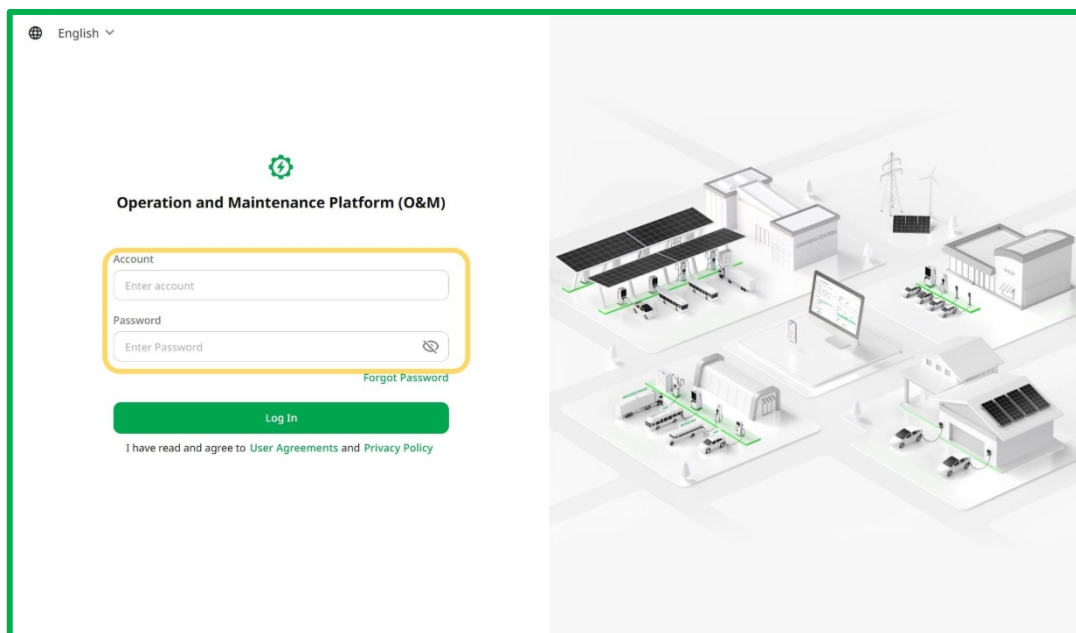 English
Operation and Maintenance Platform (O&M)
Account
Enter account
Password
Enter Password
Forgot Password
Log In
I have read and agree to User Agreements and Privacy Policy